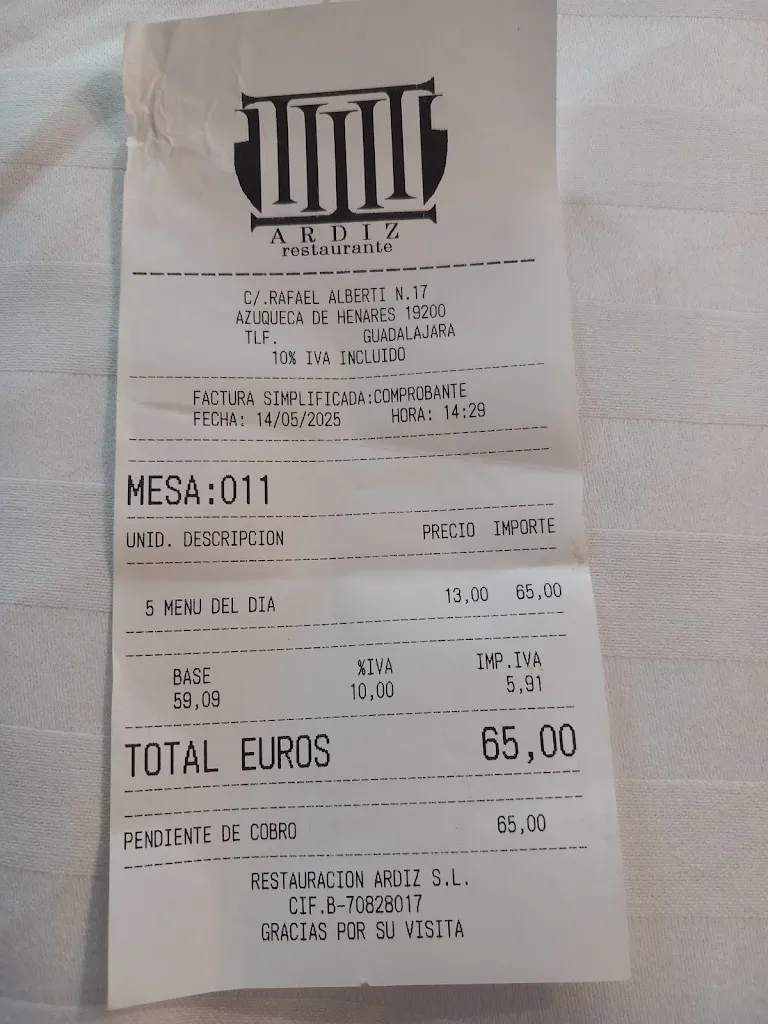 ARDIZ
restaurante
C/.RAFAEL ALBERTI N.17
AZUQUECA DE HENARES 19200
TLF. GUADALAJARA
10% IVA INCLUIDO
FACTURA SIMPLIFICADA:COMPROBANTE
FECHA: 14/05/2025 HORA: 14:29
MESA:011
UNID. DESCRIPCION PRECIO IMPORTE
5 MENU DEL DIA 13,00 65,00
BASE %IVA IMP.IVA
59,09 10,00 5,91
TOTAL EUROS 65,00
PENDIENTE DE COBRO 65,00
RESTAURACION ARDIZ S.L.
CIF.B-70828017
GRACIAS POR SU VISITA